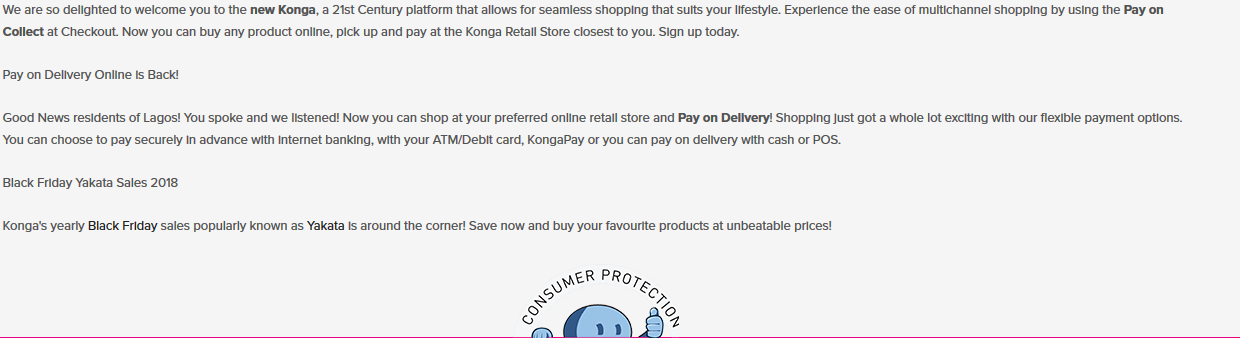 We are so delighted to welcome you to the new Konga, a 21st Century platform that allows for seamless shopping that suits your lifestyle. Experience the ease of multichannel shopping by using the Pay on
Collect at Checkout. Now you can buy any product online, pick up and pay at the Konga Retail Store closest to you. Sign up today.
Pay on Delivery Online is Back!
Good News residents of Lagos! You spoke and we listened! Now you can shop at your preferred online retail store and Pay on Delivery! Shopping just got a whole lot exciting with our flexible payment options.
You can choose to pay securely in advance with internet banking, with your ATM/Debit card, KongaPay or you can pay on delivery with cash or POS.
Black Friday Yakata Sales 2018
Konga's yearly Black Friday sales popularly known as Yakata is around the corner! Save now and buy your favourite products at unbeatable prices!
CONSUMER PROTECTION